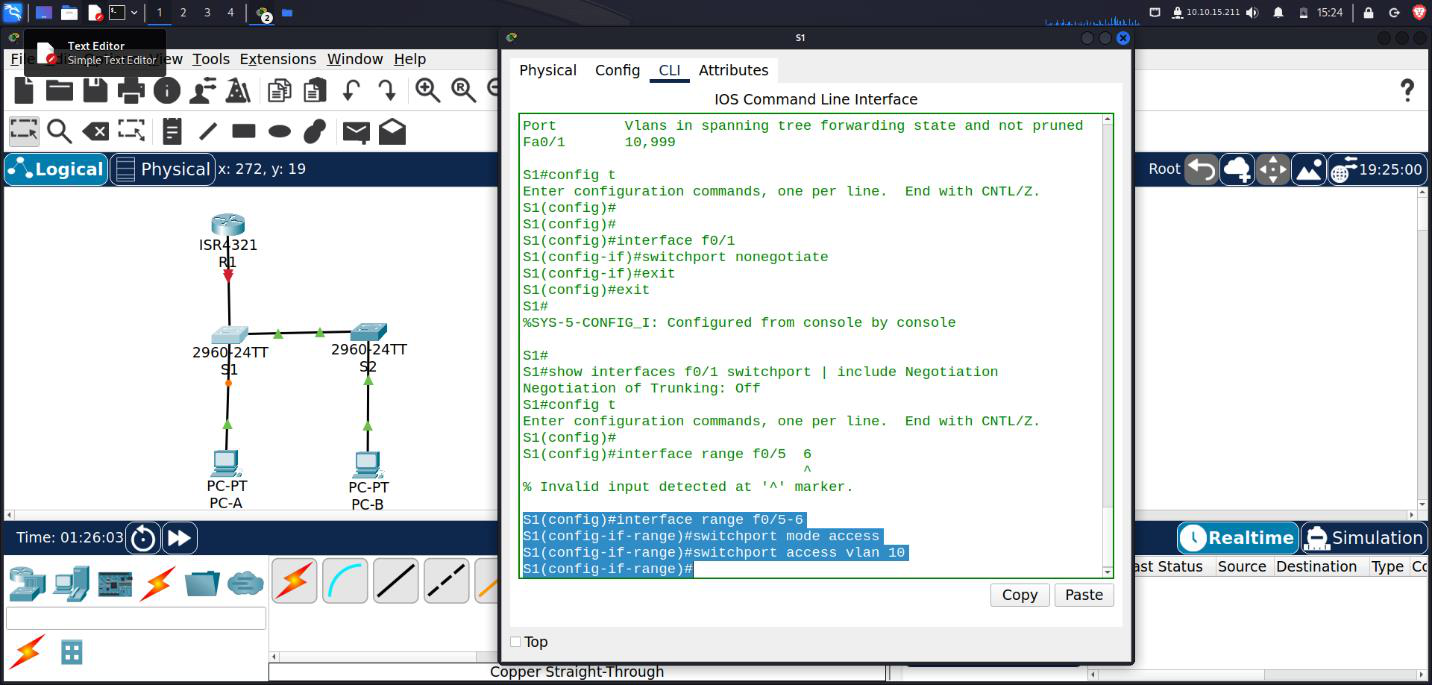 1 2 3 4
2
10.10.15.211
15:24
Text Editor
Simple Text Editor
File
View Tools Extensions Window Help
S1
Physical Config CLI Attributes
IOS Command Line Interface
Logical
Physical
x: 272, y: 19
Root
19:25:00
ISR4321
R1
2960-24TT
S1
2960-24TT
S2
PC-PT
PC-A
PC-PT
PC-B
Port Vlans in spanning tree forwarding state and not pruned
Fa0/1 10,999
S1#config t
Enter configuration commands, one per line. End with CNTL/Z.
S1(config)#
S1(config)#
S1(config)#interface f0/1
S1(config-if)#switchport nonegotiate
S1(config-if)#exit
S1(config)#exit
S1#
%SYS-5-CONFIG_I: Configured from console by console
S1#
S1#show interfaces f0/1 switchport | include Negotiation
Negotiation of Trunking: Off
S1#config t
Enter configuration commands, one per line. End with CNTL/Z.
S1(config)#
S1(config)#interface range f0/5  6
^
% Invalid input detected at '^' marker.
S1(config)#interface range f0/5-6
S1(config-if-range)#switchport mode access
S1(config-if-range)#switchport access vlan 10
S1(config-if-range)#
Copy Paste
Top
Time: 01:26:03
Realtime
Simulation
ast Status Source Destination Type
Copper Straight-Through